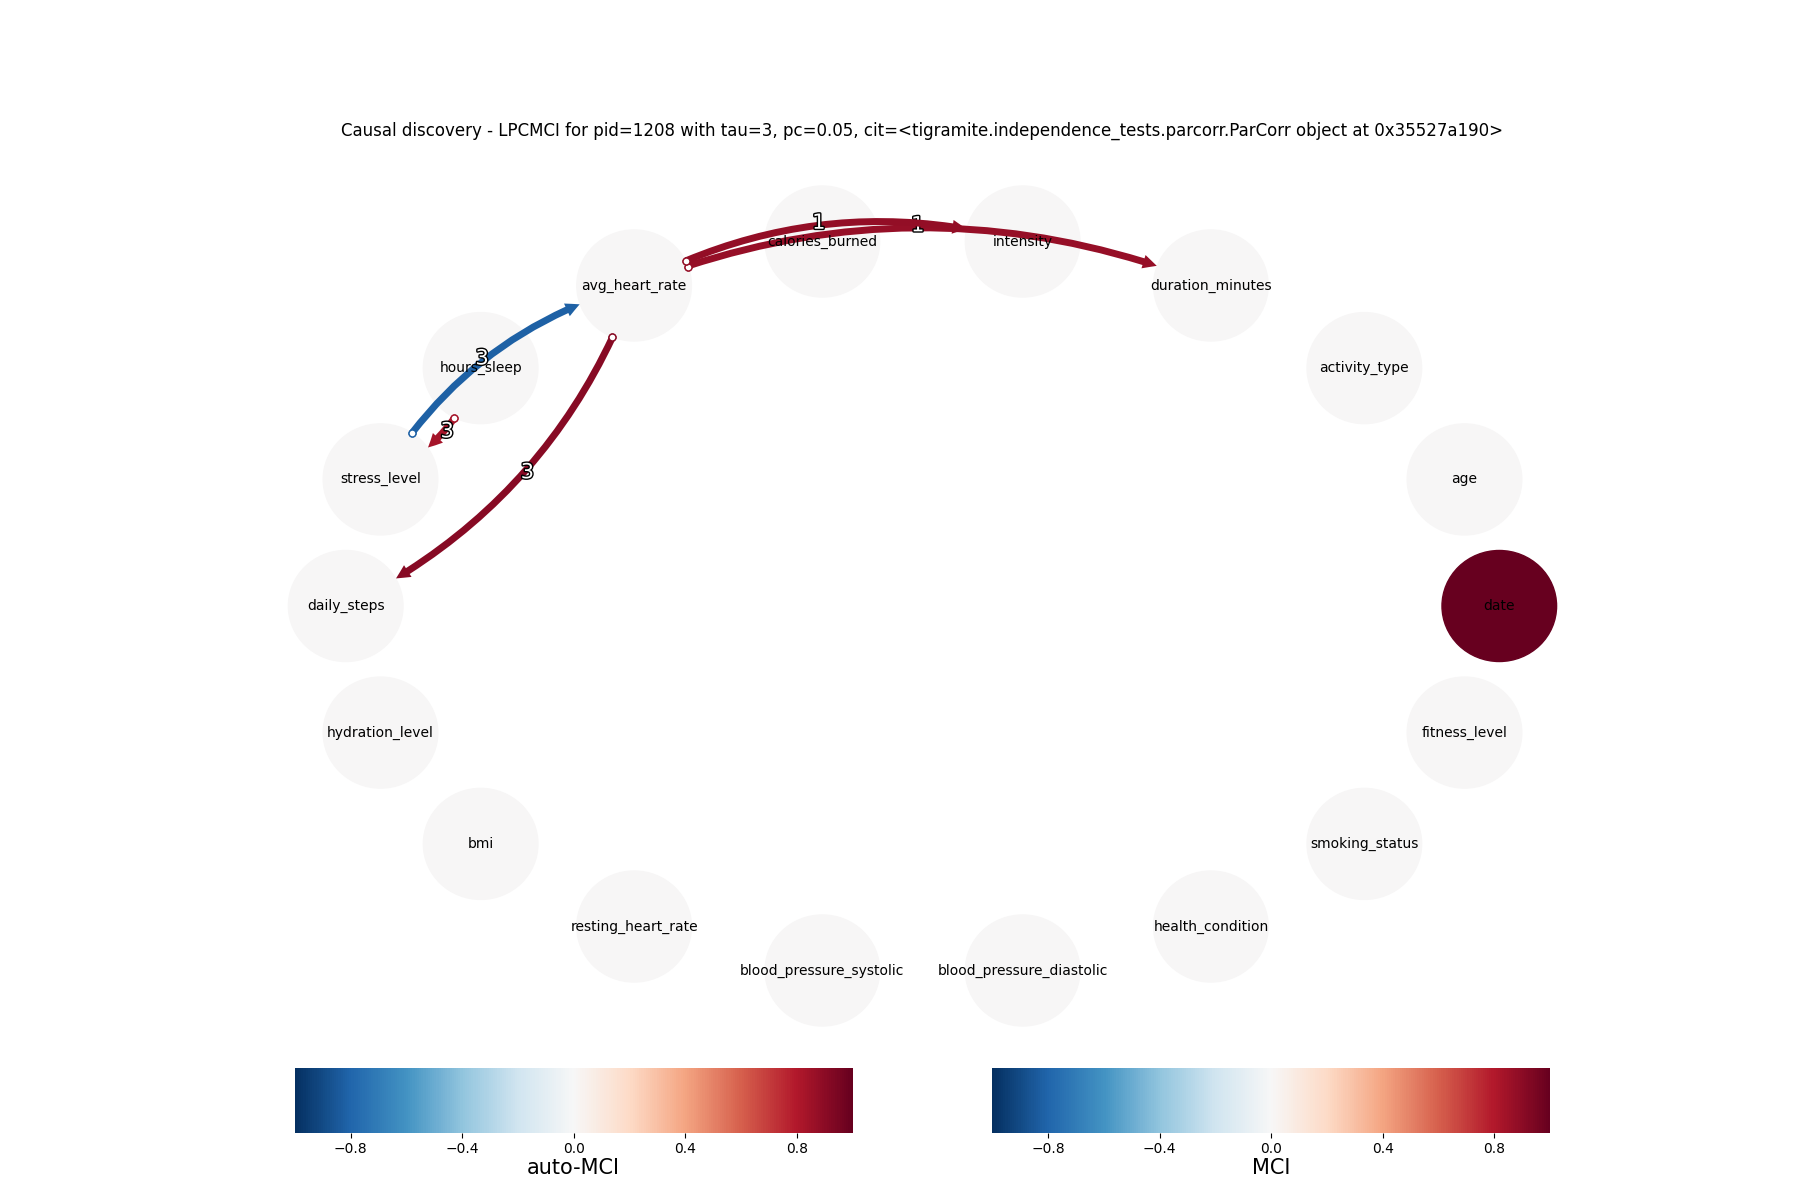 Causal discovery - LPCMCI for pid=1208 with tau=3, pc=0.05, cit=<tigramite.independence_tests.parcorr.ParCorr object at 0x35527a190>
1
1
calories_burned
intensity
avg_heart_rate
duration_minutes
3
hours_sleep
activity_type
3
3
stress_level
age
daily_steps
date
hydration_level
fitness_level
bmi
smoking_status
resting_heart_rate
health_condition
blood_pressure_systolic
blood_pressure_diastolic
−0.8 −0.4 0.0 0.4 0.8
auto-MCI
−0.8 −0.4 0.0 0.4 0.8
MCI